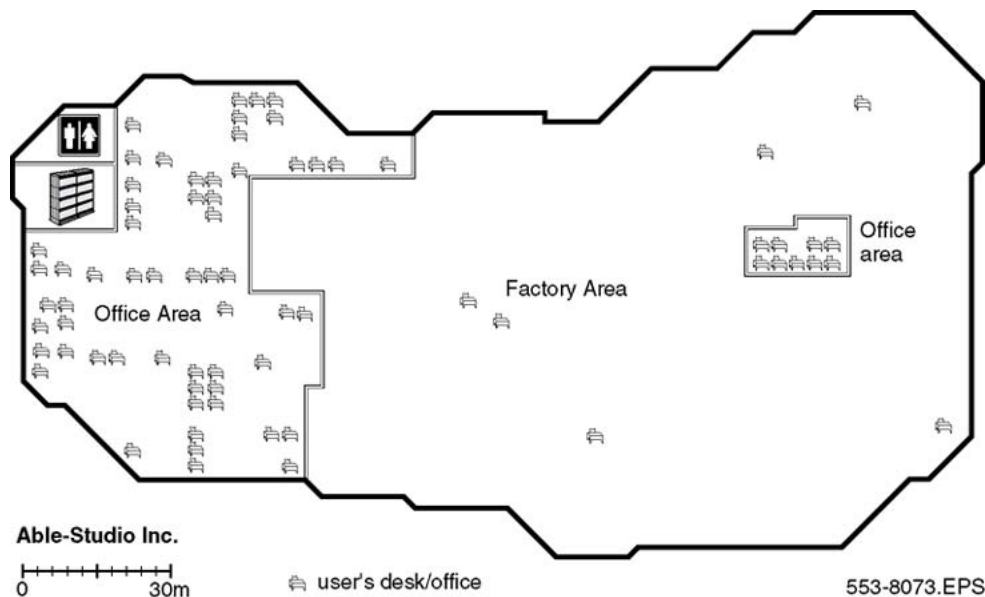 Office
area
Factory Area
Office Area
Able-Studio Inc.
0 30m
user's desk/office
553-8073.EPS